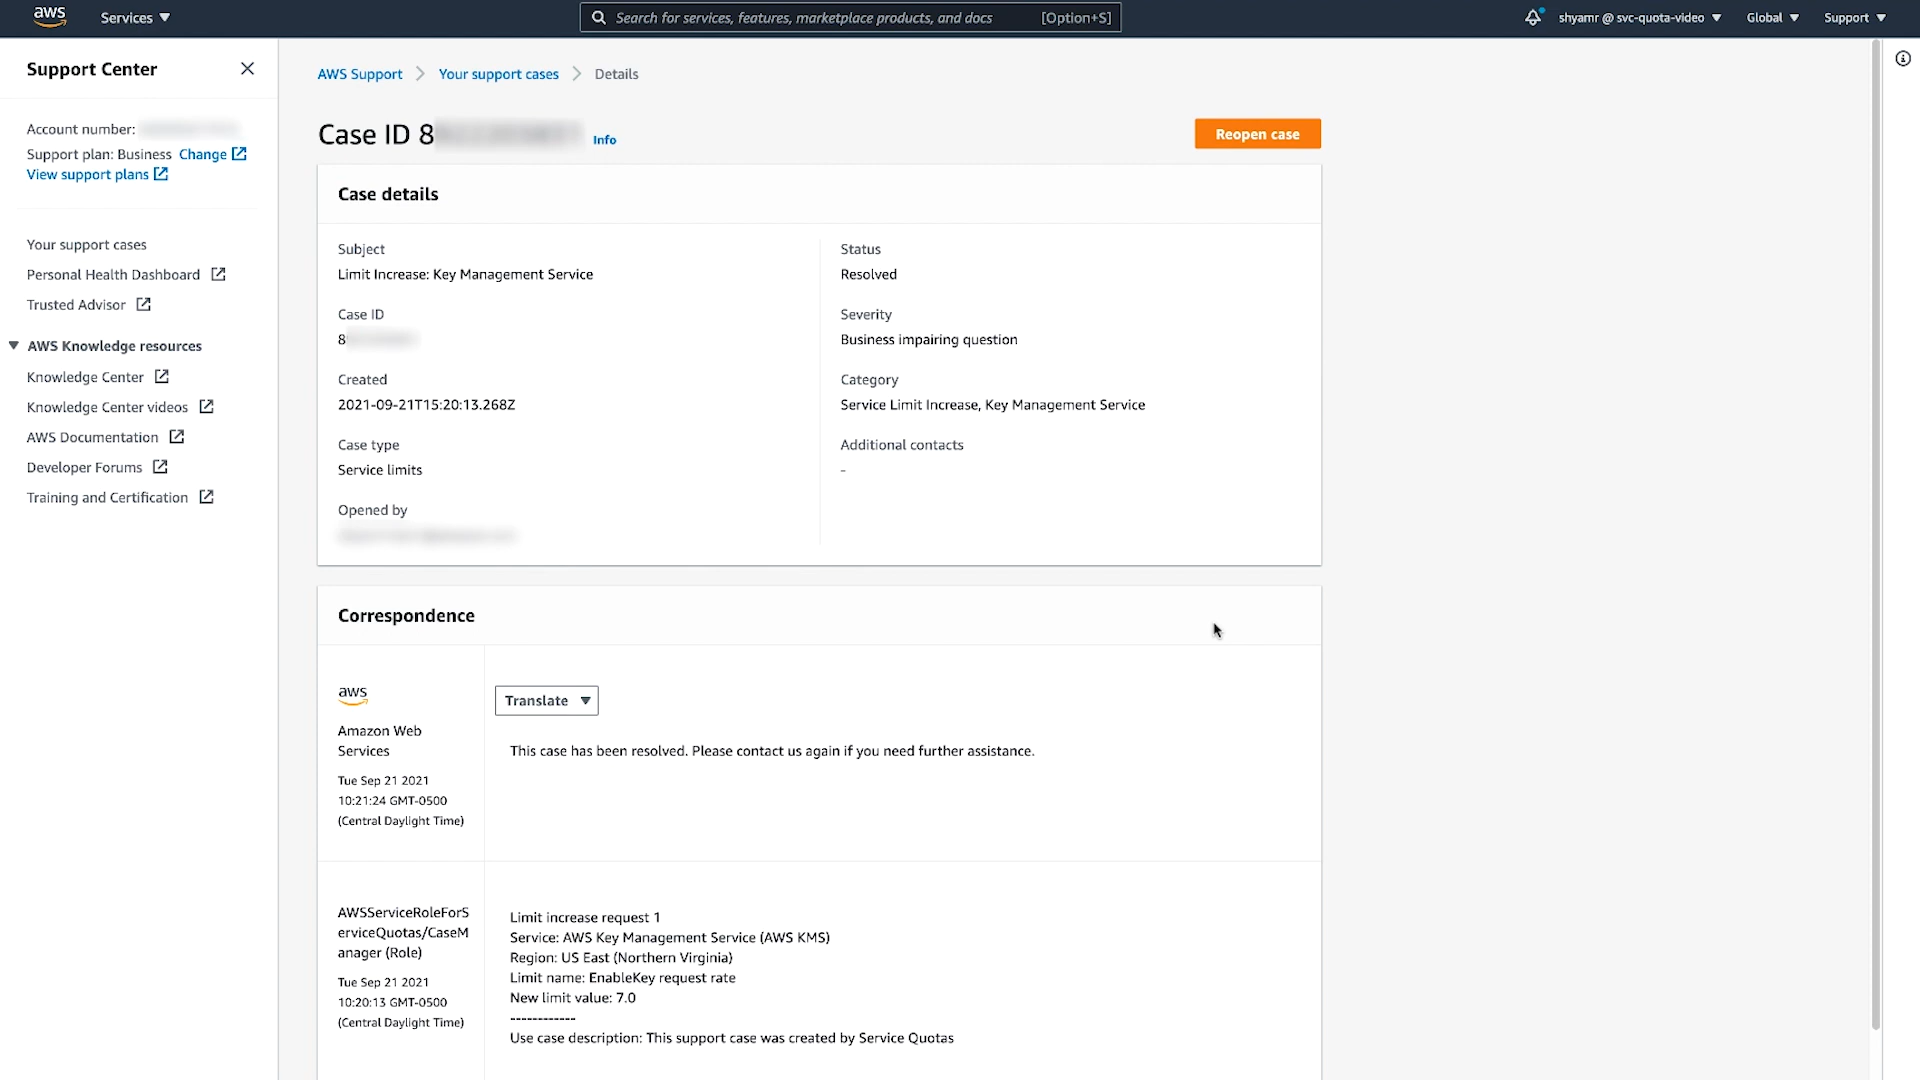 aws
Services
Search for services, features, marketplace products, and docs
[Option+S]
shyamr @ svc-quota-video
Global
Support
Support Center
Account number:
Support plan: Business Change
View support plans
Your support cases
Personal Health Dashboard
Trusted Advisor
AWS Knowledge resources
Knowledge Center
Knowledge Center videos
AWS Documentation
Developer Forums
Training and Certification
AWS Support
Your support cases
Details
Case ID 8
Info
Reopen case
Case details
Subject
Limit Increase: Key Management Service
Case ID
8
Created
2021-09-21T15:20:13.268Z
Case type
Service limits
Opened by
Status
Resolved
Severity
Business impairing question
Category
Service Limit Increase, Key Management Service
Additional contacts
-
Correspondence
aws
Amazon Web
Services
Tue Sep 21 2021
10:21:24 GMT-0500
(Central Daylight Time)
Translate
This case has been resolved. Please contact us again if you need further assistance.
AWSServiceRoleForS
erviceQuotas/CaseM
anager (Role)
Tue Sep 21 2021
10:20:13 GMT-0500
(Central Daylight Time)
Limit increase request 1
Service: AWS Key Management Service (AWS KMS)
Region: US East (Northern Virginia)
Limit name: EnableKey request rate
New limit value: 7.0
------------
Use case description: This support case was created by Service Quotas